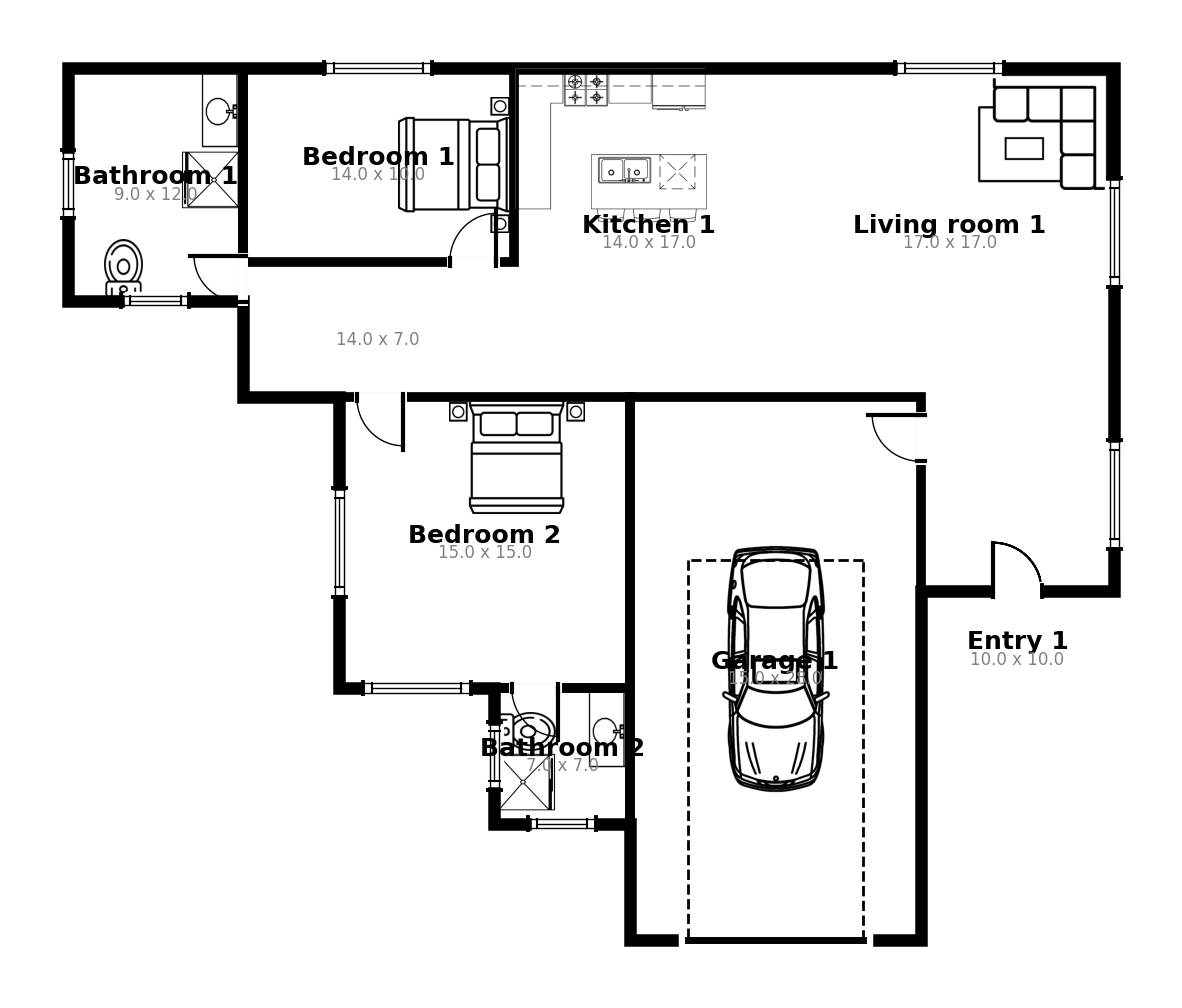 Bathroom 1
9.0 x 12.0
Bedroom 1
14.0 x 10.0
Kitchen 1
14.0 x 17.0
Living room 1
17.0 x 17.0
14.0 x 7.0
Bedroom 2
15.0 x 15.0
Garage 1
15.0 x 28.0
Entry 1
10.0 x 10.0
Bathroom 2
7.0 x 7.0